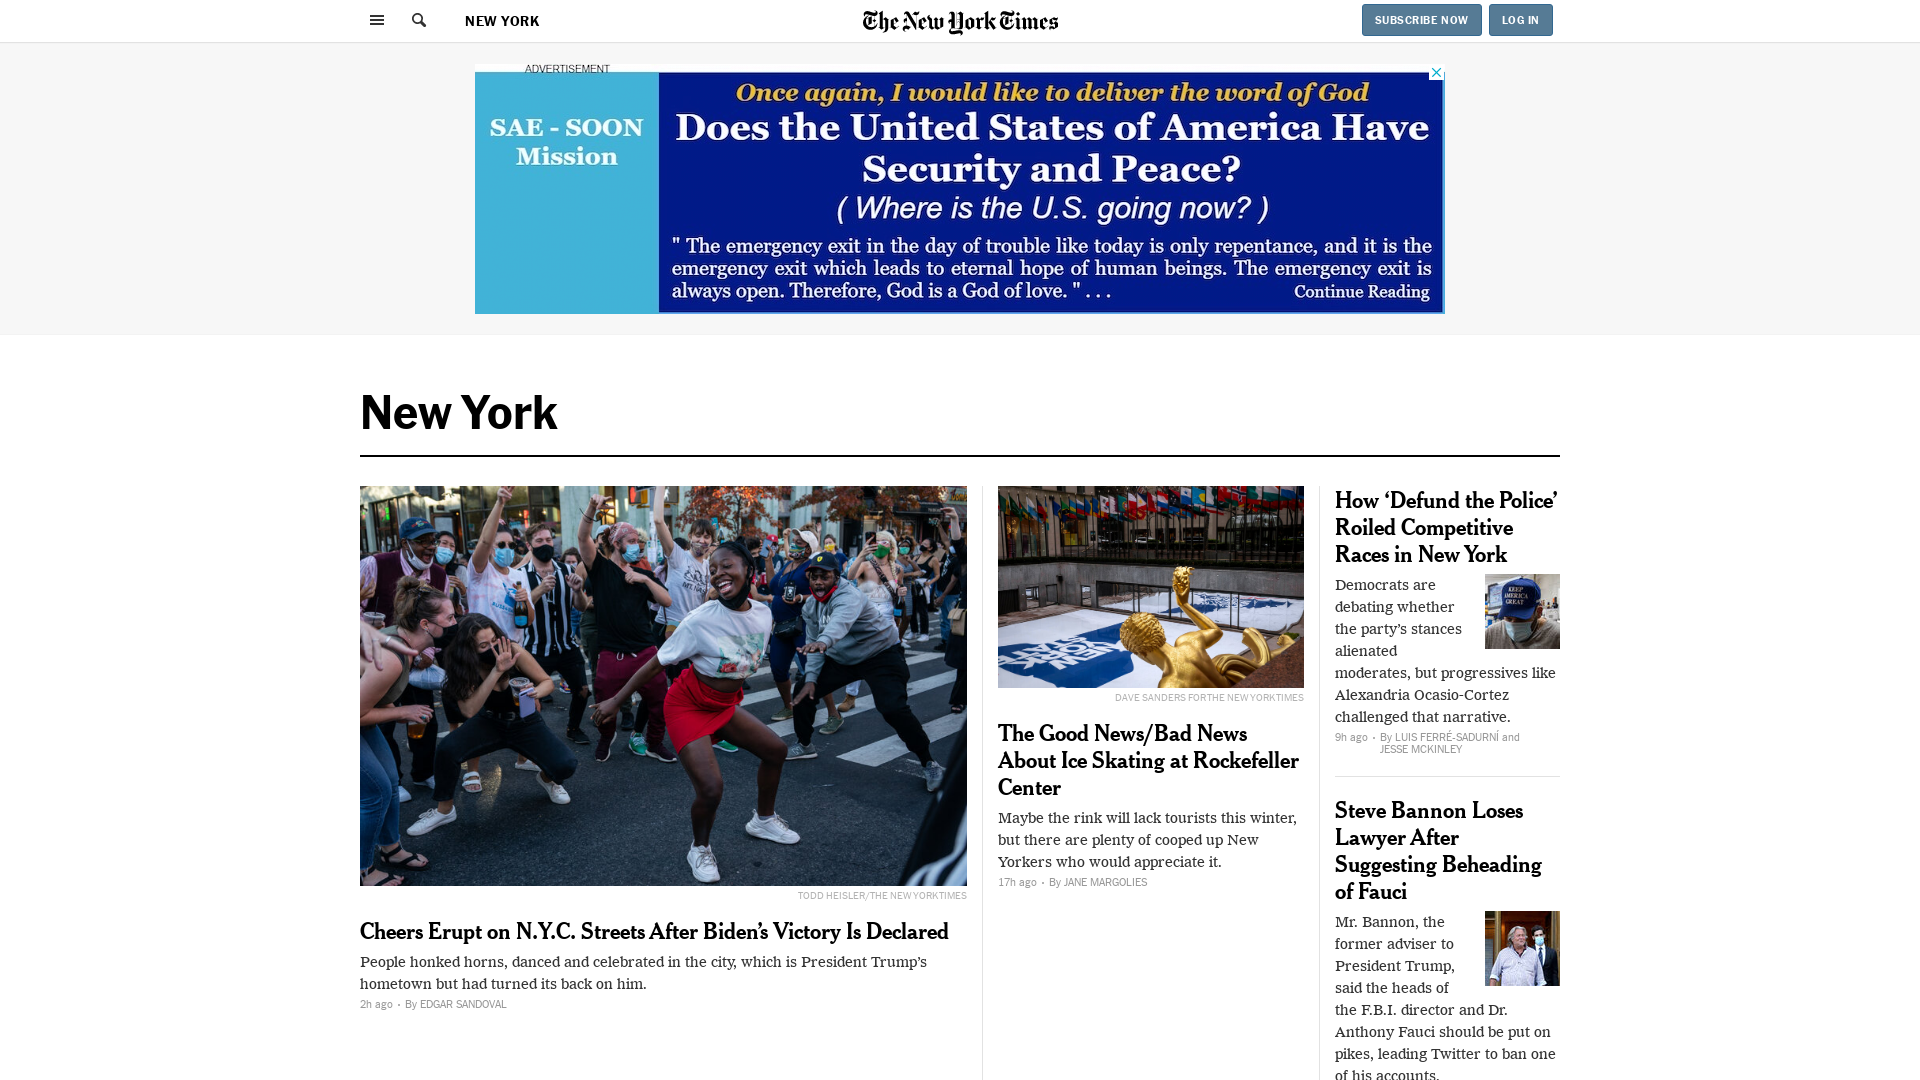 NEW YORK
The New York Times
SUBSCRIBE NOW
LOG IN
ADVERTISEMENT
SAE - SOON
Mission
Once again, I would like to deliver the word of God
Does the United States of America Have
Security and Peace?
( Where is the U.S. going now? )
" The emergency exit in the day of trouble like today is only repentance, and it is the
emergency exit which leads to eternal hope of human beings. The emergency exit is
always open. Therefore, God is a God of love. " . . .
Continue Reading
New York
TODD HEISLER/THE NEW YORK TIMES
Cheers Erupt on N.Y.C. Streets After Biden’s Victory Is Declared
People honked horns, danced and celebrated in the city, which is President Trump’s
hometown but had turned its back on him.
2h ago • By EDGAR SANDOVAL
DAVE SANDERS FOR THE NEW YORK TIMES
The Good News/Bad News
About Ice Skating at Rockefeller
Center
Maybe the rink will lack tourists this winter,
but there are plenty of cooped up New
Yorkers who would appreciate it.
17h ago • By JANE MARGOLIES
How ‘Defund the Police’
Roiled Competitive
Races in New York
KEEP
AMERICA
GREAT
Democrats are
debating whether
the party’s stances
alienated
moderates, but progressives like
Alexandria Ocasio-Cortez
challenged that narrative.
9h ago • By LUIS FERRÉ-SADURNÍ and
JESSE MCKINLEY
Steve Bannon Loses
Lawyer After
Suggesting Beheading
of Fauci
Mr. Bannon, the
former adviser to
President Trump,
said the heads of
the F.B.I. director and Dr.
Anthony Fauci should be put on
pikes, leading Twitter to ban one
of his accounts.